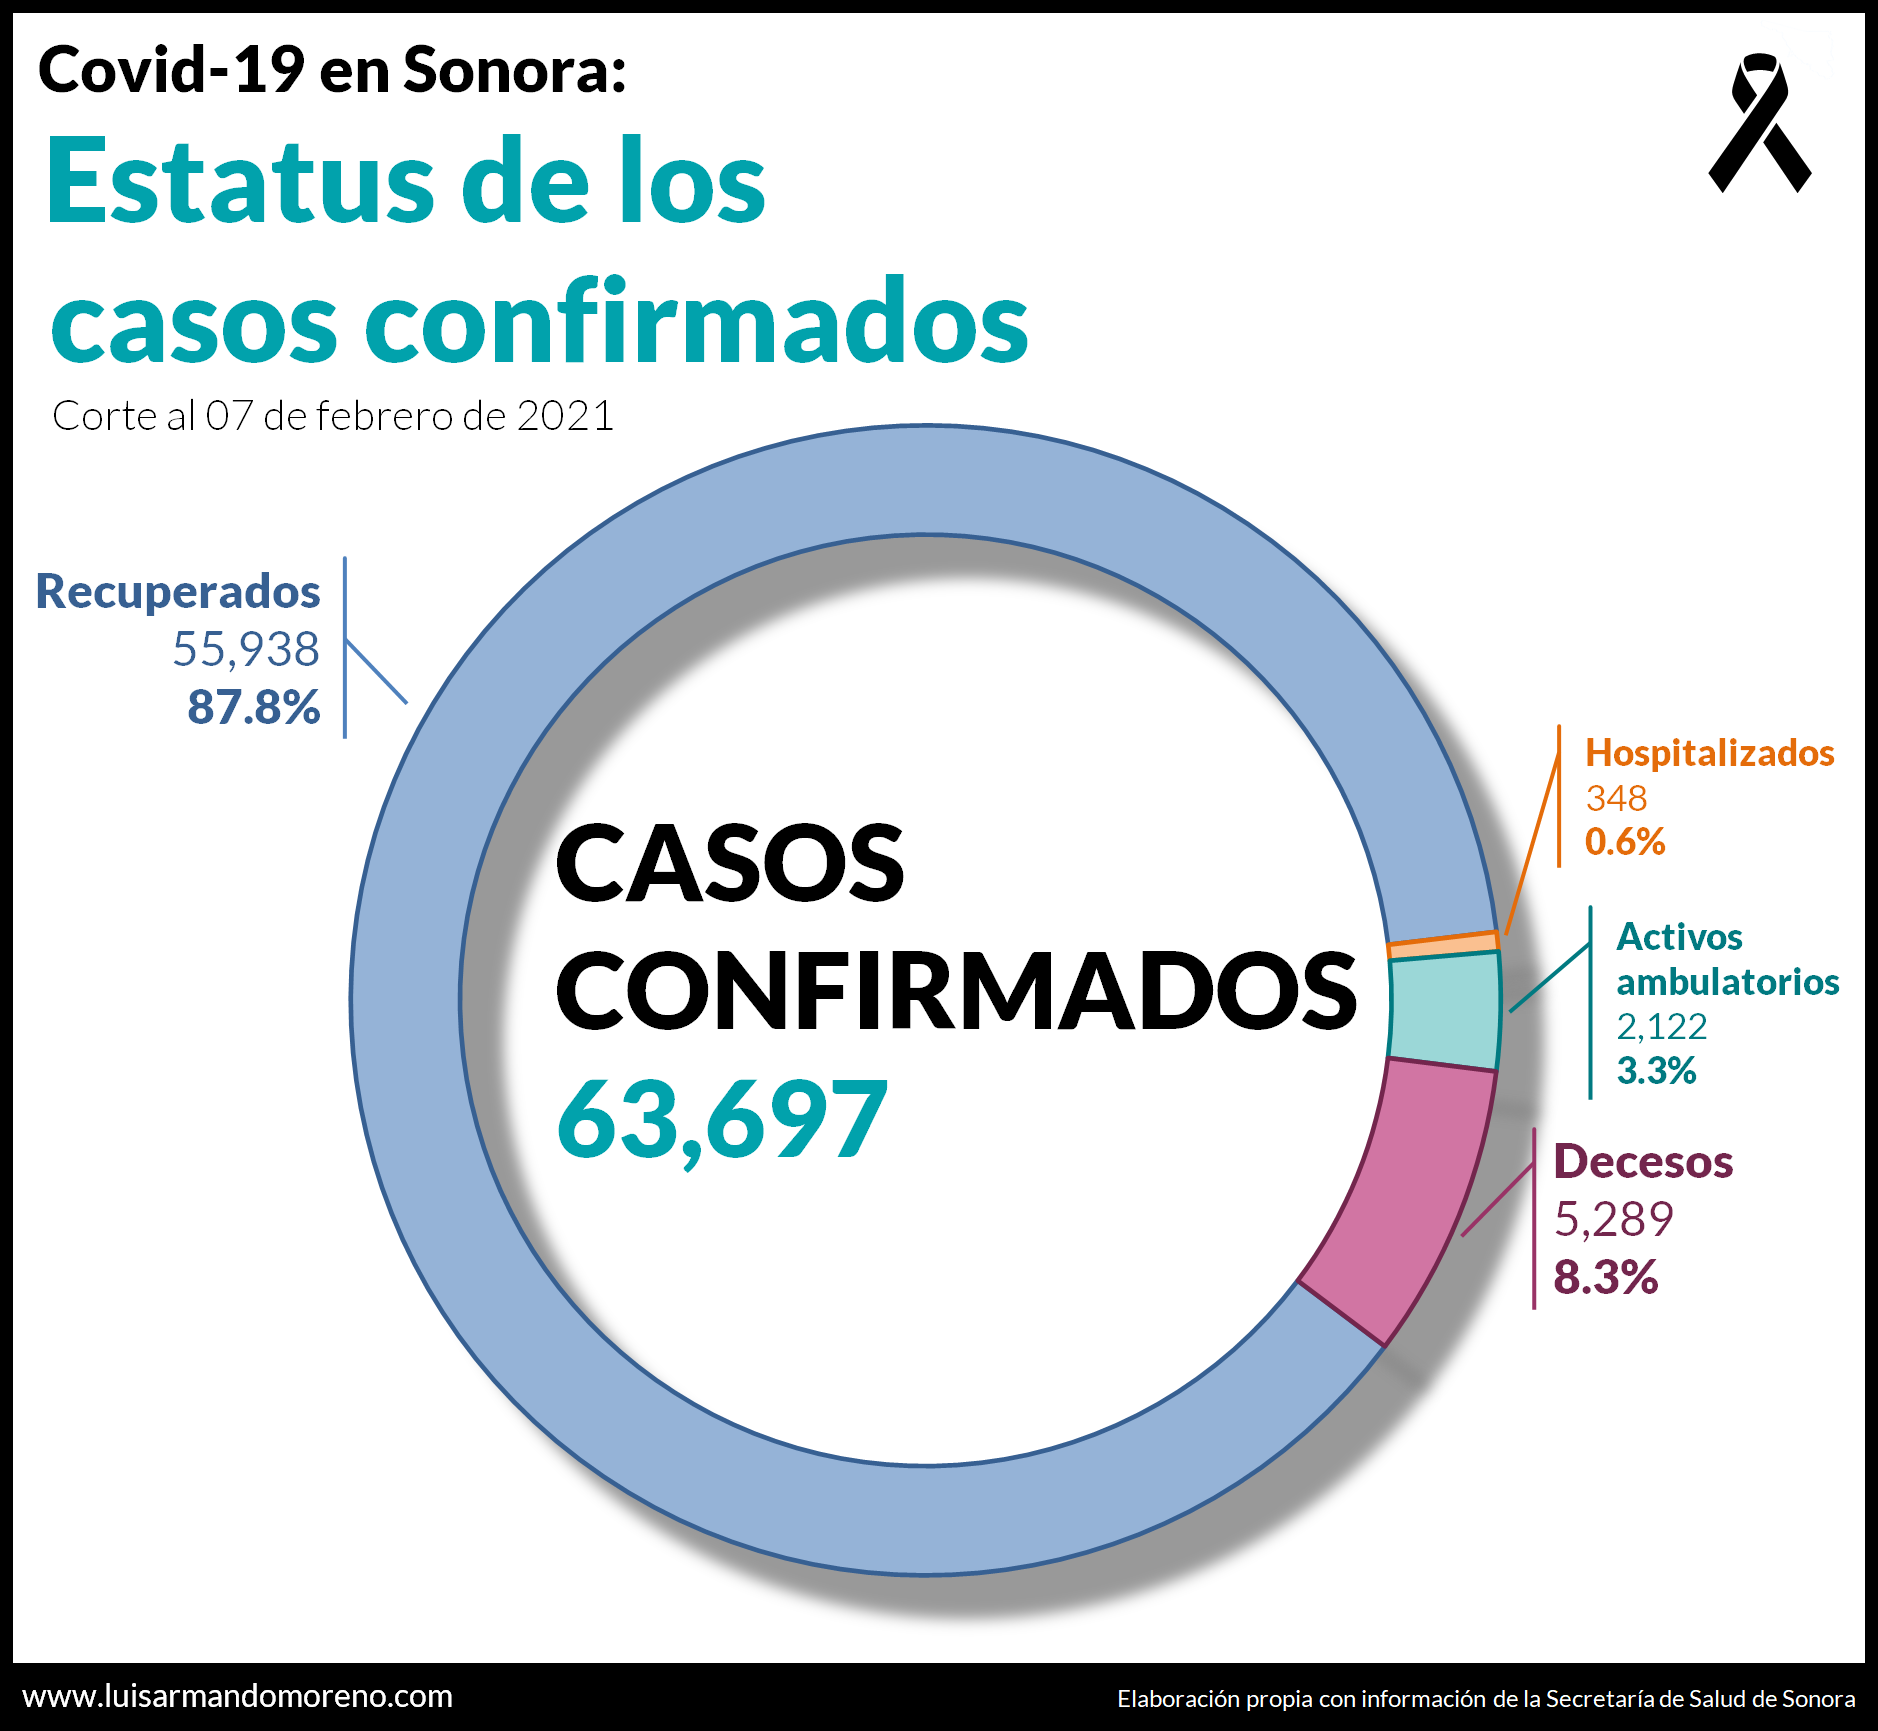 Covid-19 en Sonora:
Estatus de los
casos confirmados
Corte al 07 de febrero de 2021
Recuperados
55,938
87.8%
Hospitalizados
348
0.6%
CASOS
CONFIRMADOS
63,697
Activos
ambulatorios
2,122
3.3%
Decesos
5,289
8.3%
www.luisarmandomoreno.com
Elaboración propia con información de la Secretaría de Salud de Sonora